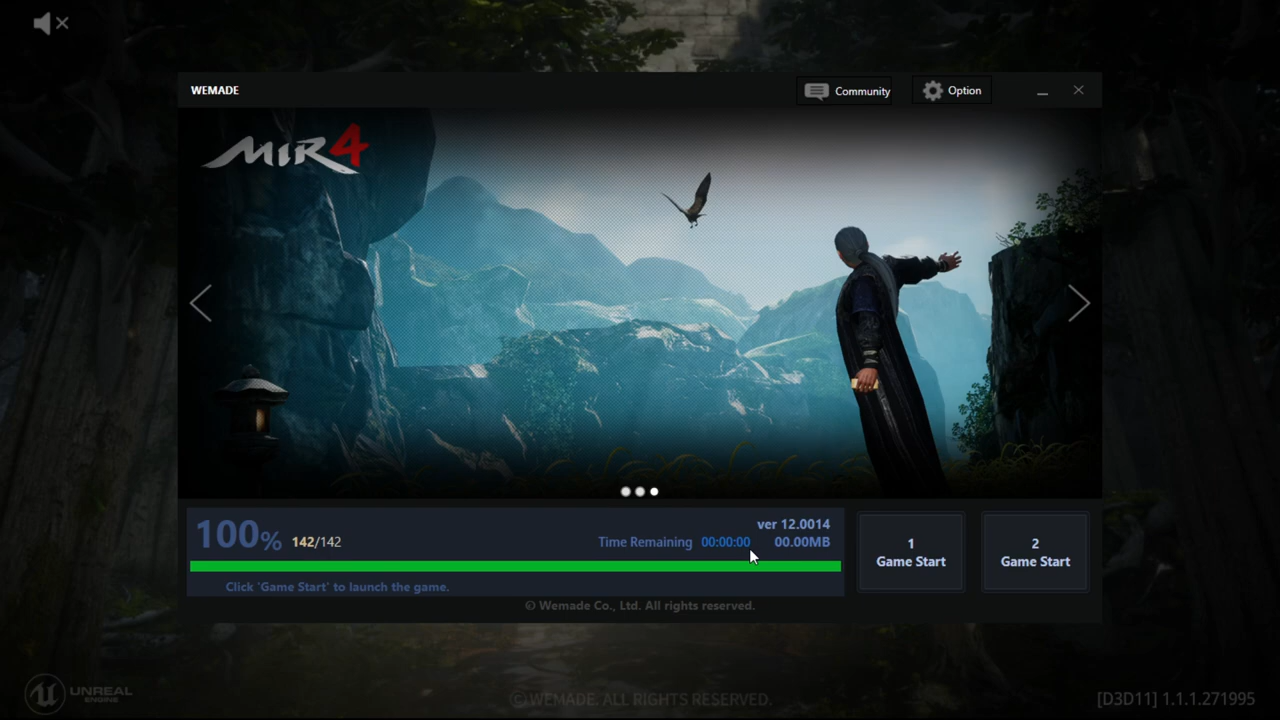 WEMADE
Community
Option
MIR4
100%
142/142
ver 12.0014
Time Remaining 00:00:00 00.00MB
Click 'Game Start' to launch the game.
1
Game Start
2
Game Start
© Wemade Co., Ltd. All rights reserved.
UNREAL
ENGINE
©WEMADE. ALL RIGHTS RESERVED.
[D3D11] 1.1.1.271995